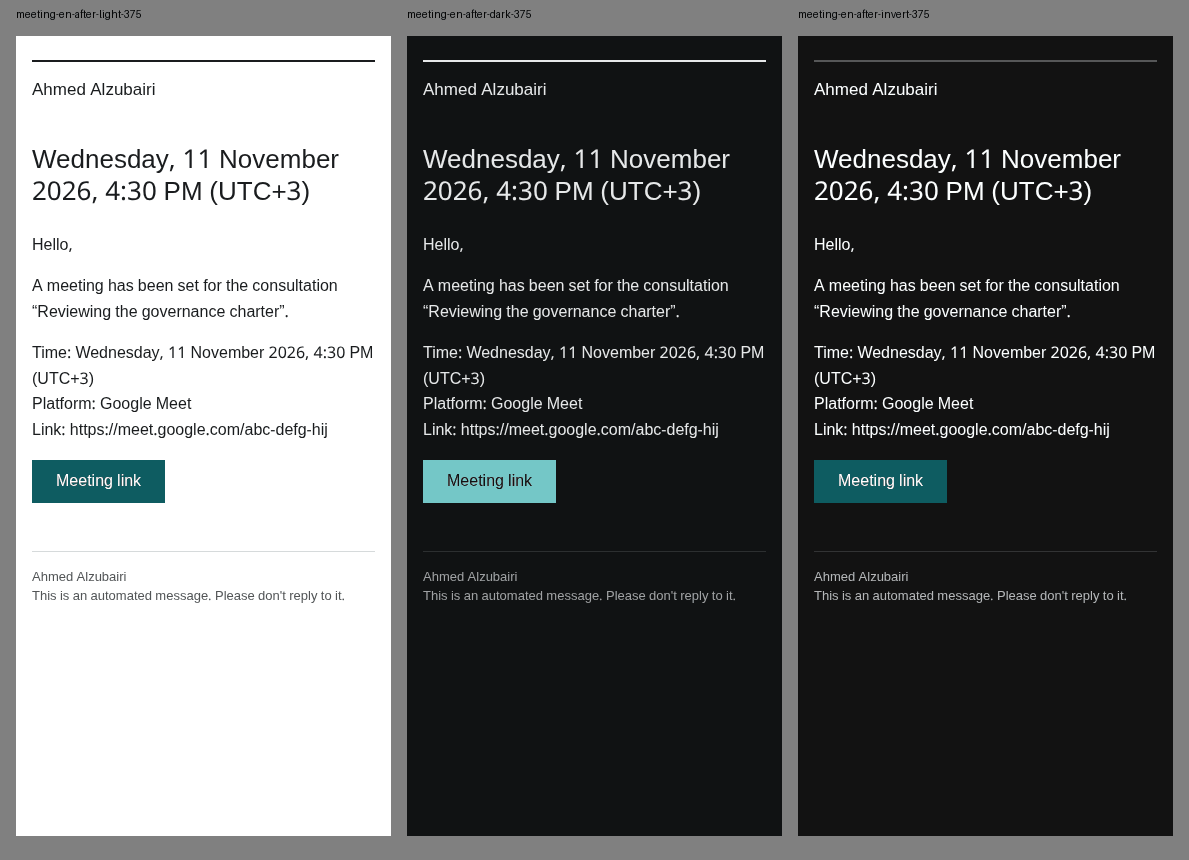 meeting-en-after-light-375
Ahmed Alzubairi
Wednesday, 11 November
2026, 4:30 PM (UTC+3)
Hello,
A meeting has been set for the consultation
“Reviewing the governance charter”.
Time: Wednesday, 11 November 2026, 4:30 PM
(UTC+3)
Platform: Google Meet
Link: https://meet.google.com/abc-defg-hij
Meeting link
Ahmed Alzubairi
This is an automated message. Please don't reply to it.
meeting-en-after-dark-375
Ahmed Alzubairi
Wednesday, 11 November
2026, 4:30 PM (UTC+3)
Hello,
A meeting has been set for the consultation
“Reviewing the governance charter”.
Time: Wednesday, 11 November 2026, 4:30 PM
(UTC+3)
Platform: Google Meet
Link: https://meet.google.com/abc-defg-hij
Meeting link
Ahmed Alzubairi
This is an automated message. Please don't reply to it.
meeting-en-after-invert-375
Ahmed Alzubairi
Wednesday, 11 November
2026, 4:30 PM (UTC+3)
Hello,
A meeting has been set for the consultation
“Reviewing the governance charter”.
Time: Wednesday, 11 November 2026, 4:30 PM
(UTC+3)
Platform: Google Meet
Link: https://meet.google.com/abc-defg-hij
Meeting link
Ahmed Alzubairi
This is an automated message. Please don't reply to it.